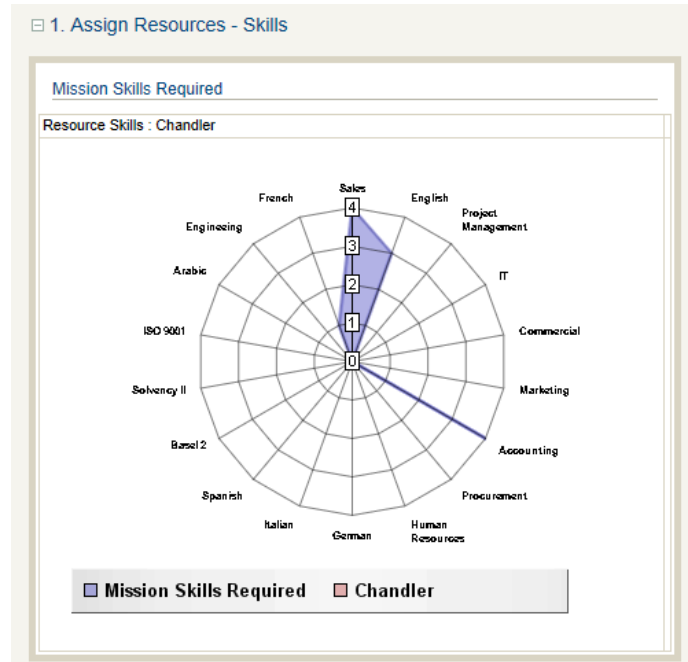 1. Assign Resources - Skills
Mission Skills Required
Resource Skills : Chandler
Sales
French
English
Engineeing
Project
Management
Arabic
IT
ISO 9001
Commercial
Solvency II
Marketing
Basel 2
Accounting
Spanish
Procurement
Italian
German
Human
Resources
4
3
2
1
0
Mission Skills Required
Chandler